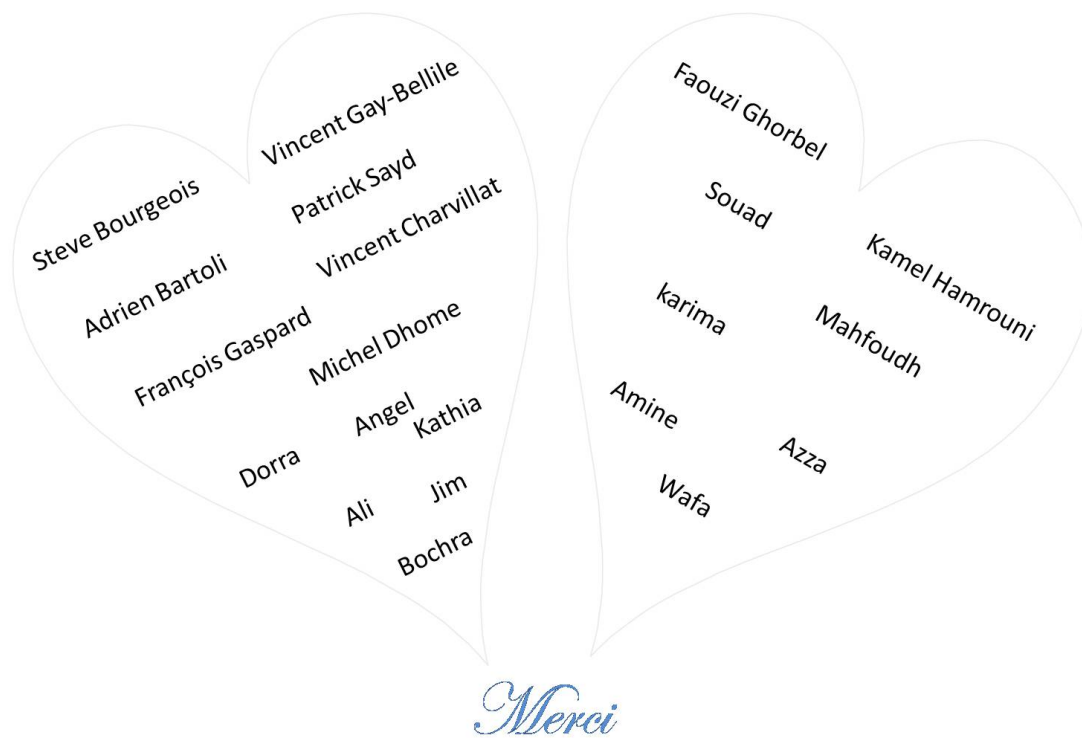 Vincent Gay-Bellile
Steve Bourgeois
Patrick Sayd
Vincent Charvillat
Adrien Bartoli
François Gaspard
Michel Dhome
Angel
Kathia
Dorra
Ali
Jim
Bochra
Faouzi Ghorbel
Souad
Kamel Hamrouni
karima
Mahfoudh
Amine
Azza
Wafa
Merci